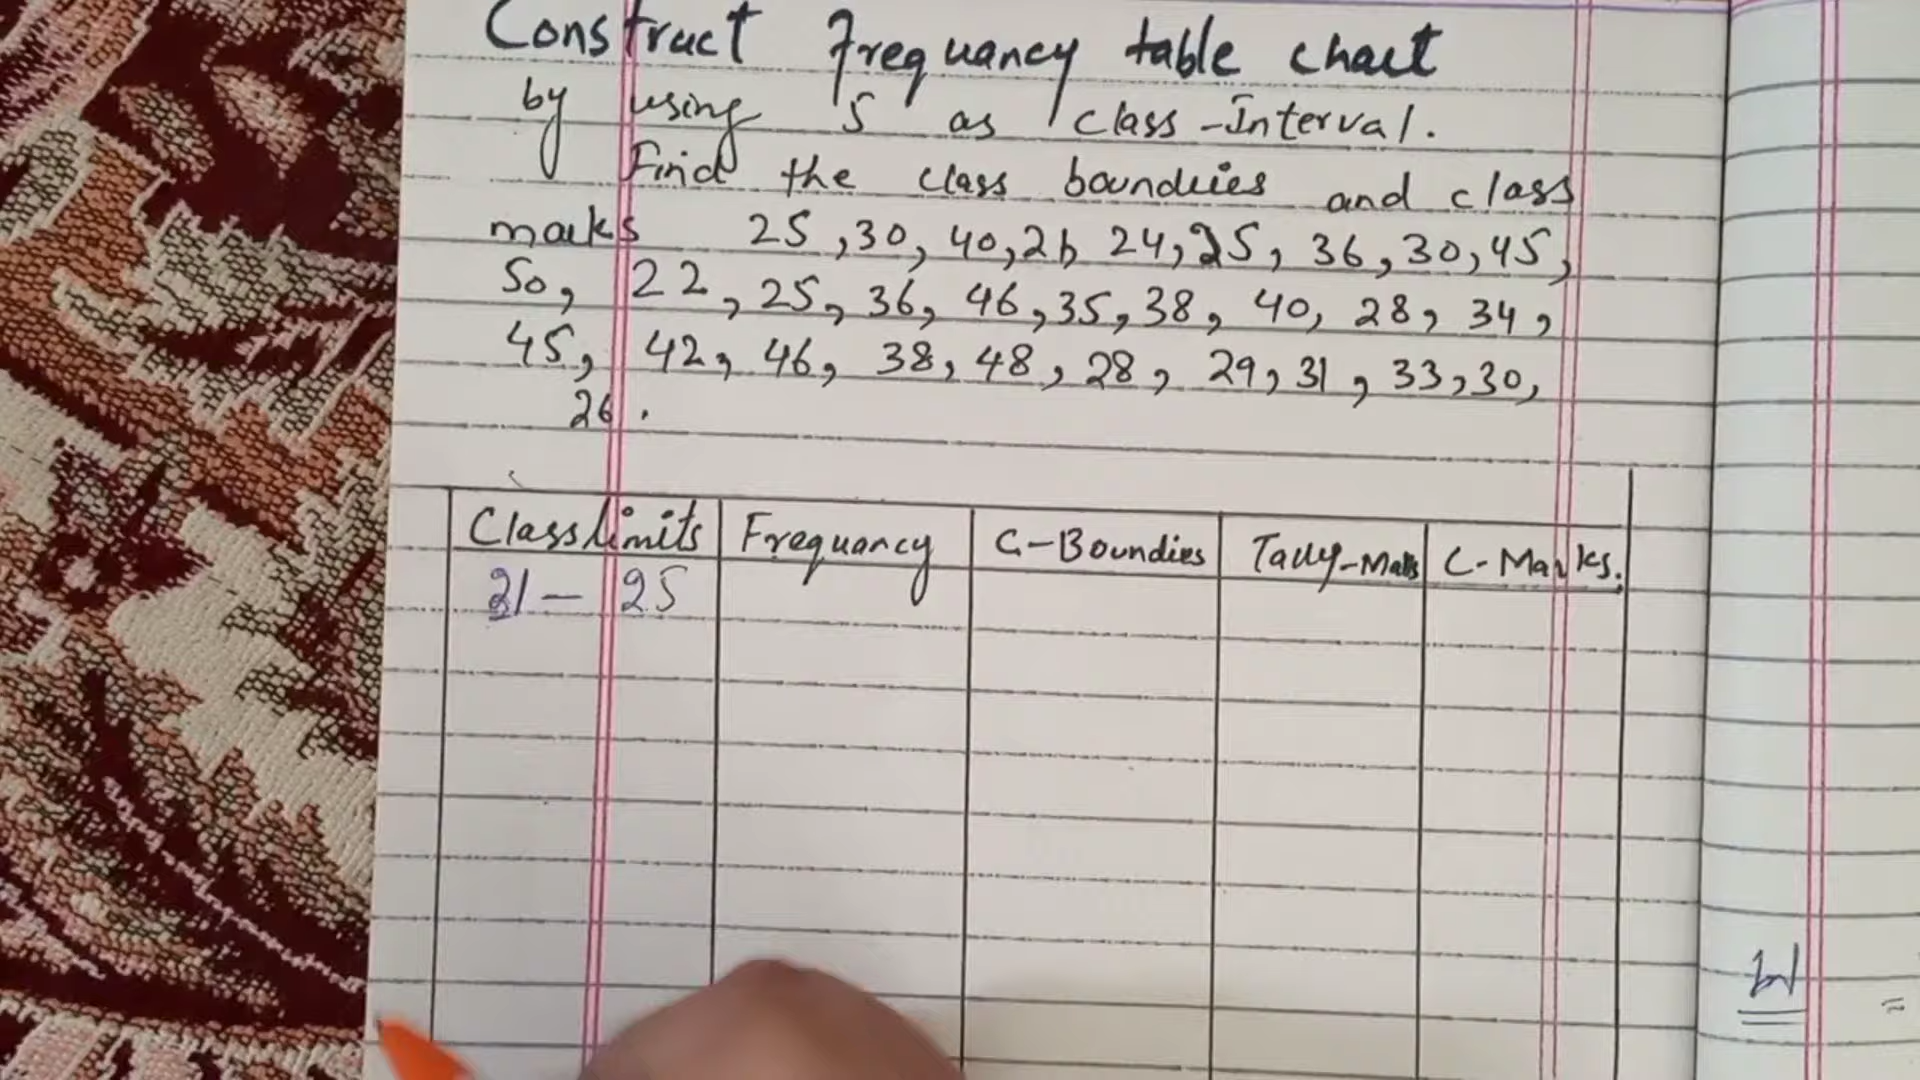 Construct Frequancy table chart
by using 5 as class-Interval.
Find the class boundries and class
marks 25, 30, 40, 26 24, 25, 36, 30, 45,
50, 22, 25, 36, 46, 35, 38, 40, 28, 34,
45, 42, 46, 38, 48, 28, 29, 31, 33, 30,
26.
Class limits Frequancy C-Boundies Tally-Marks C-Marks.
21 — 25